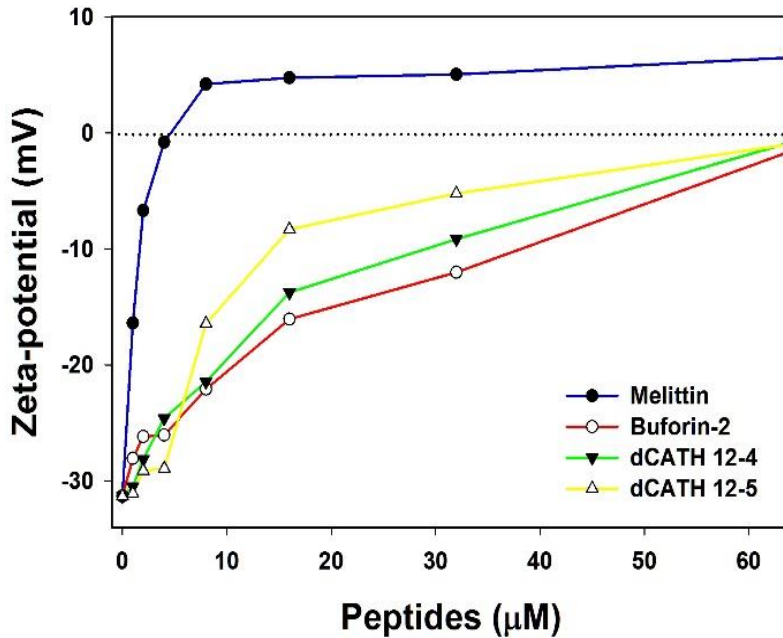 Zeta-potential (mV)
10
0
-10
-20
-30
Melittin
Buforin-2
dCATH 12-4
dCATH 12-5
0 10 20 30 40 50 60
Peptides (μM)